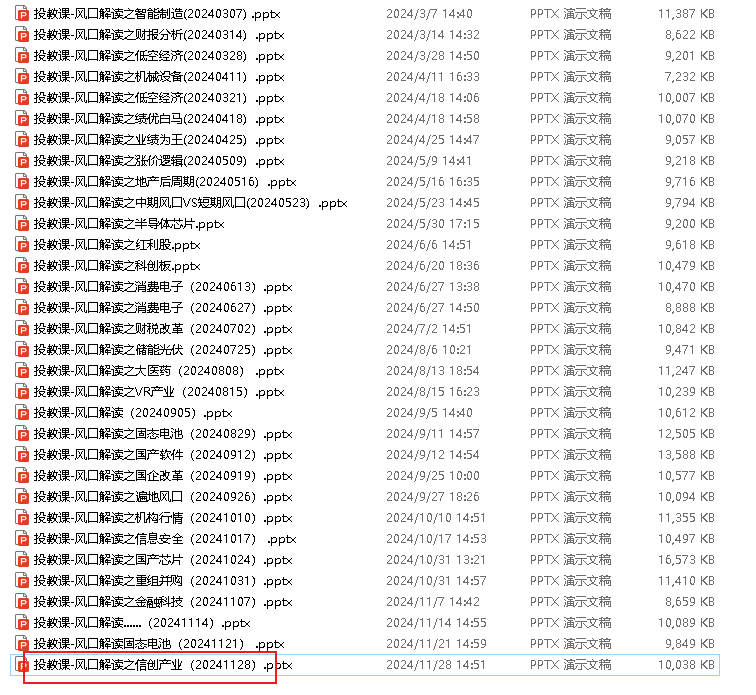 投教课-风口解读之智能制造(20240307) .pptx 2024/3/7 14:40 PPTX 演示文稿 11,387 KB
投教课-风口解读之财报分析(20240314) .pptx 2024/3/14 14:32 PPTX 演示文稿 8,622 KB
投教课-风口解读之低空经济(20240328) .pptx 2024/3/28 14:50 PPTX 演示文稿 9,201 KB
投教课-风口解读之机械设备(20240411) .pptx 2024/4/11 16:33 PPTX 演示文稿 7,232 KB
投教课-风口解读之低空经济(20240321) .pptx 2024/4/18 14:06 PPTX 演示文稿 10,007 KB
投教课-风口解读之绩优白马(20240418) .pptx 2024/4/18 14:58 PPTX 演示文稿 10,070 KB
投教课-风口解读之业绩为王(20240425) .pptx 2024/4/25 14:47 PPTX 演示文稿 9,057 KB
投教课-风口解读之涨价逻辑(20240509) .pptx 2024/5/9 14:41 PPTX 演示文稿 9,218 KB
投教课-风口解读之地产后周期(20240516) .pptx 2024/5/16 16:35 PPTX 演示文稿 9,716 KB
投教课-风口解读之中期风口VS短期风口(20240523) .pptx 2024/5/23 14:45 PPTX 演示文稿 9,794 KB
投教课-风口解读之半导体芯片.pptx 2024/5/30 17:15 PPTX 演示文稿 9,200 KB
投教课-风口解读之红利股.pptx 2024/6/6 14:51 PPTX 演示文稿 9,618 KB
投教课-风口解读之科创板.pptx 2024/6/20 18:36 PPTX 演示文稿 10,479 KB
投教课-风口解读之消费电子（20240613）.pptx 2024/6/27 13:38 PPTX 演示文稿 10,470 KB
投教课-风口解读之消费电子（20240627）.pptx 2024/6/27 14:50 PPTX 演示文稿 8,888 KB
投教课-风口解读之财税改革（20240702）.pptx 2024/7/2 14:51 PPTX 演示文稿 10,842 KB
投教课-风口解读之储能光伏（20240725）.pptx 2024/8/6 10:21 PPTX 演示文稿 9,471 KB
投教课-风口解读之大医药（20240808） .pptx 2024/8/13 18:54 PPTX 演示文稿 11,247 KB
投教课-风口解读之VR产业（20240815）.pptx 2024/8/15 16:23 PPTX 演示文稿 10,239 KB
投教课-风口解读（20240905）.pptx 2024/9/5 14:40 PPTX 演示文稿 10,612 KB
投教课-风口解读之固态电池（20240829）.pptx 2024/9/11 14:57 PPTX 演示文稿 12,505 KB
投教课-风口解读之国产软件（20240912）.pptx 2024/9/12 14:54 PPTX 演示文稿 13,588 KB
投教课-风口解读之国企改革（20240919）.pptx 2024/9/25 10:00 PPTX 演示文稿 10,577 KB
投教课-风口解读之遍地风口（20240926）.pptx 2024/9/27 18:26 PPTX 演示文稿 10,094 KB
投教课-风口解读之机构行情（20241010）.pptx 2024/10/10 14:51 PPTX 演示文稿 11,355 KB
投教课-风口解读之信息安全（20241017） .pptx 2024/10/17 14:53 PPTX 演示文稿 10,497 KB
投教课-风口解读之国产芯片（20241024）.pptx 2024/10/31 13:21 PPTX 演示文稿 16,573 KB
投教课-风口解读之重组并购（20241031）.pptx 2024/10/31 14:57 PPTX 演示文稿 11,410 KB
投教课-风口解读之金融科技（20241107）.pptx 2024/11/7 14:42 PPTX 演示文稿 8,659 KB
投教课-风口解读......（20241114）.pptx 2024/11/14 14:55 PPTX 演示文稿 10,089 KB
投教课-风口解读固态电池（20241121）.pptx 2024/11/21 14:59 PPTX 演示文稿 9,849 KB
投教课-风口解读之信创产业（20241128）.pptx 2024/11/28 14:51 PPTX 演示文稿 10,038 KB